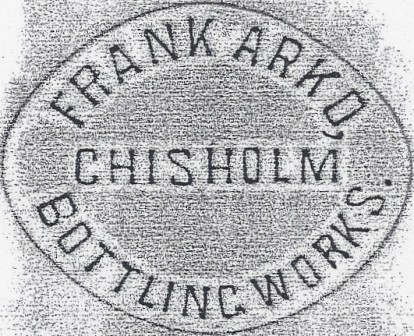 FRANK ARKO,
CHISHOLM
BOTTLING WORKS.